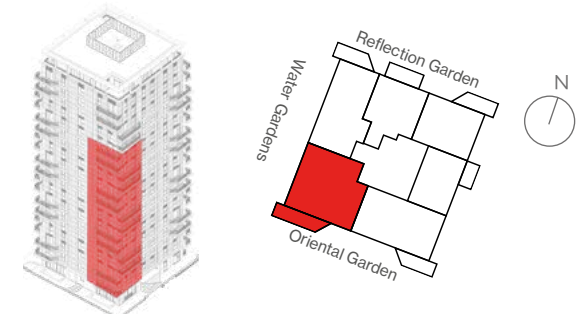 Reflection Garden
Water Gardens
N
Oriental Garden